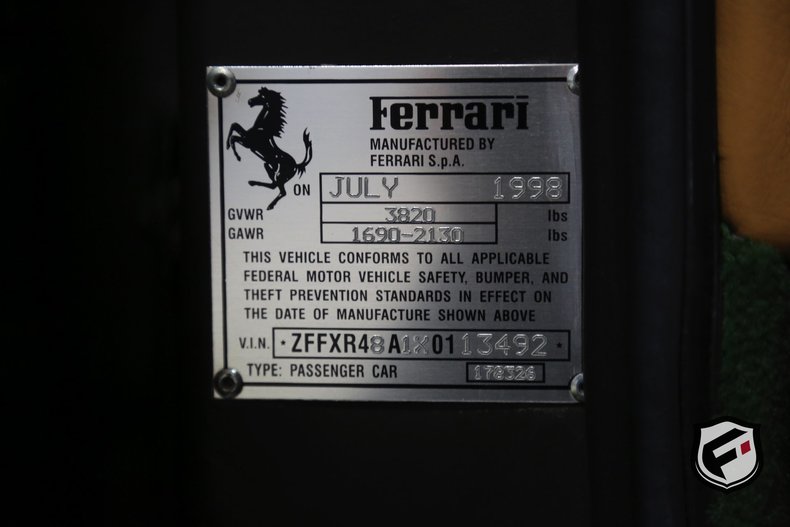 Ferrari
MANUFACTURED BY
FERRARI S.p.A.
ON JULY 1998
GVWR 3820 lbs
GAWR 1690-2130 lbs
THIS VEHICLE CONFORMS TO ALL APPLICABLE
FEDERAL MOTOR VEHICLE SAFETY, BUMPER, AND
THEFT PREVENTION STANDARDS IN EFFECT ON
THE DATE OF MANUFACTURE SHOWN ABOVE
V.I.N. *ZFFXR48A1X0113492*
TYPE: PASSENGER CAR 178326